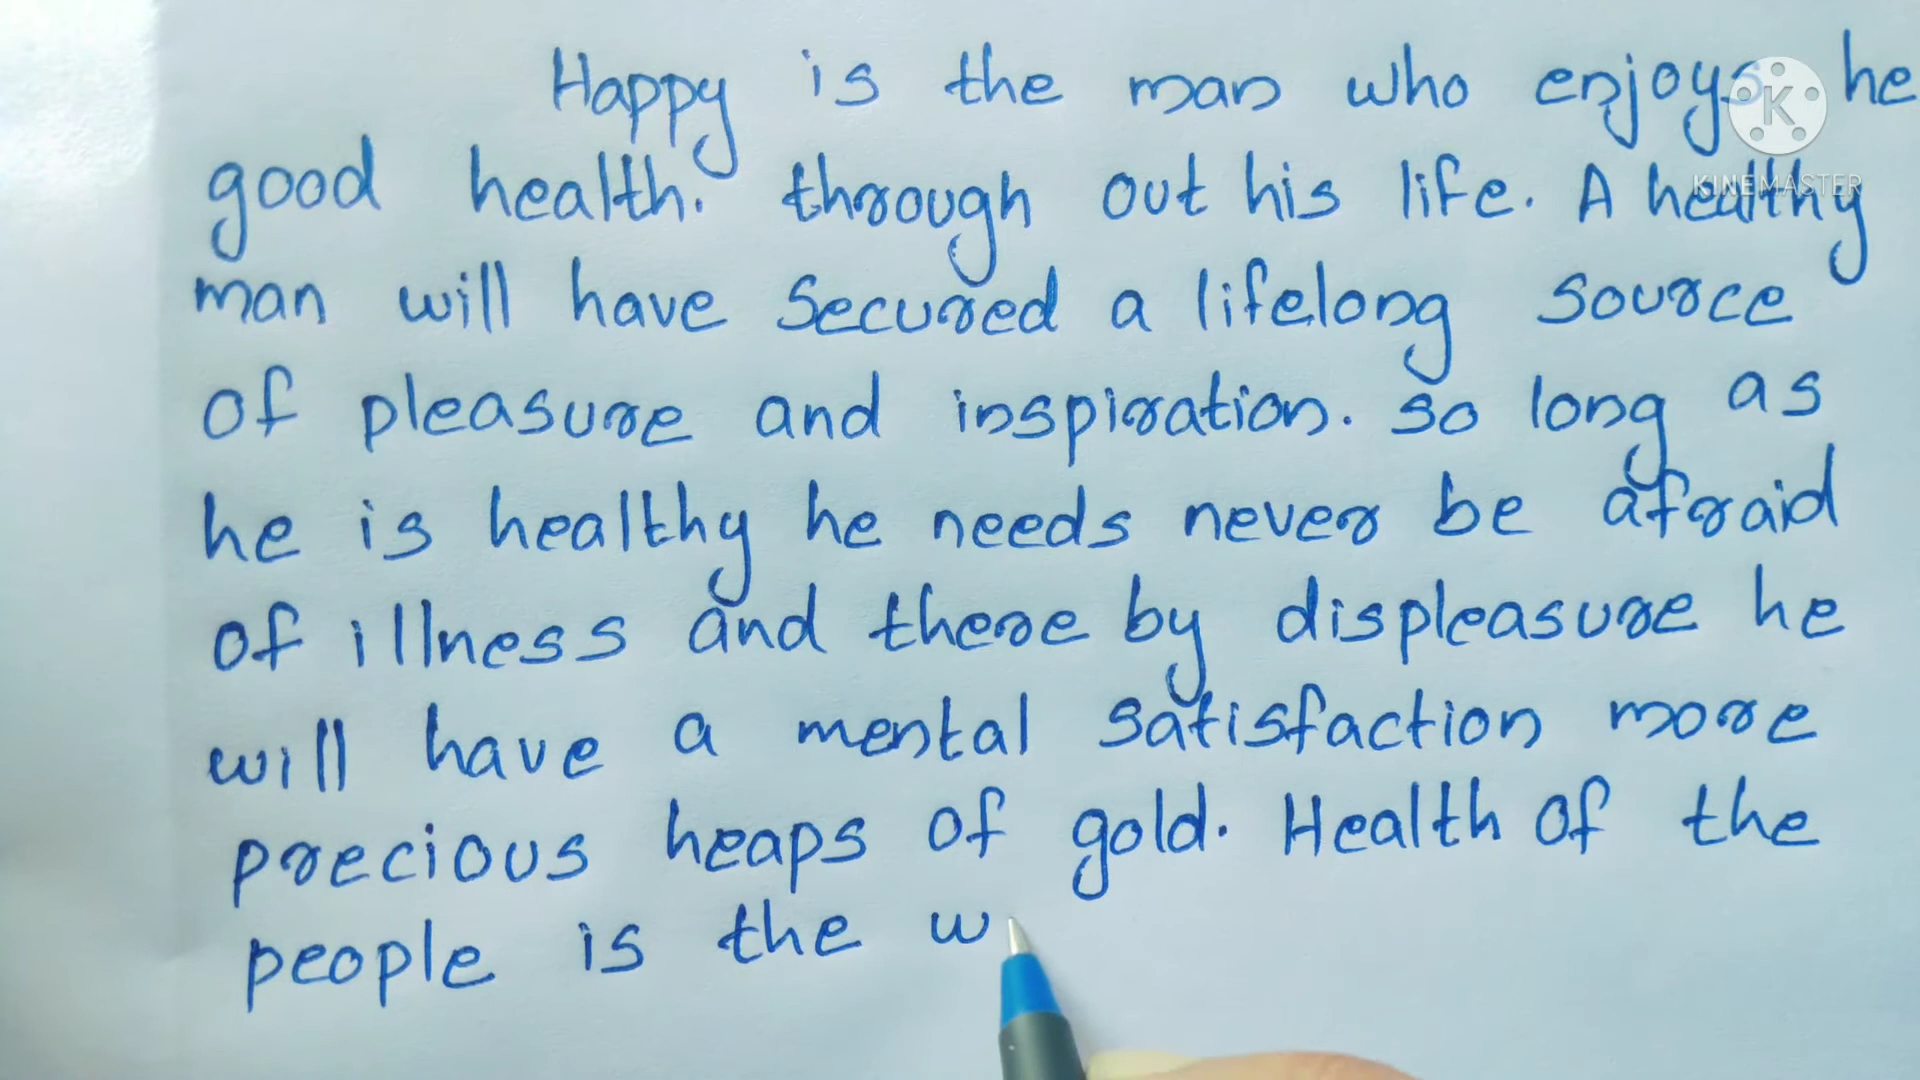 Happy is the man who enjoys he
good health. through out his life. A healthy
man will have secured a lifelong source
of pleasure and inspiration. so long as
he is healthy he needs never be afraid
of illness and there by displeasure he
will have a mental satisfaction more
precious heaps of gold. Health of the
people is the w
K
KINEMASTER